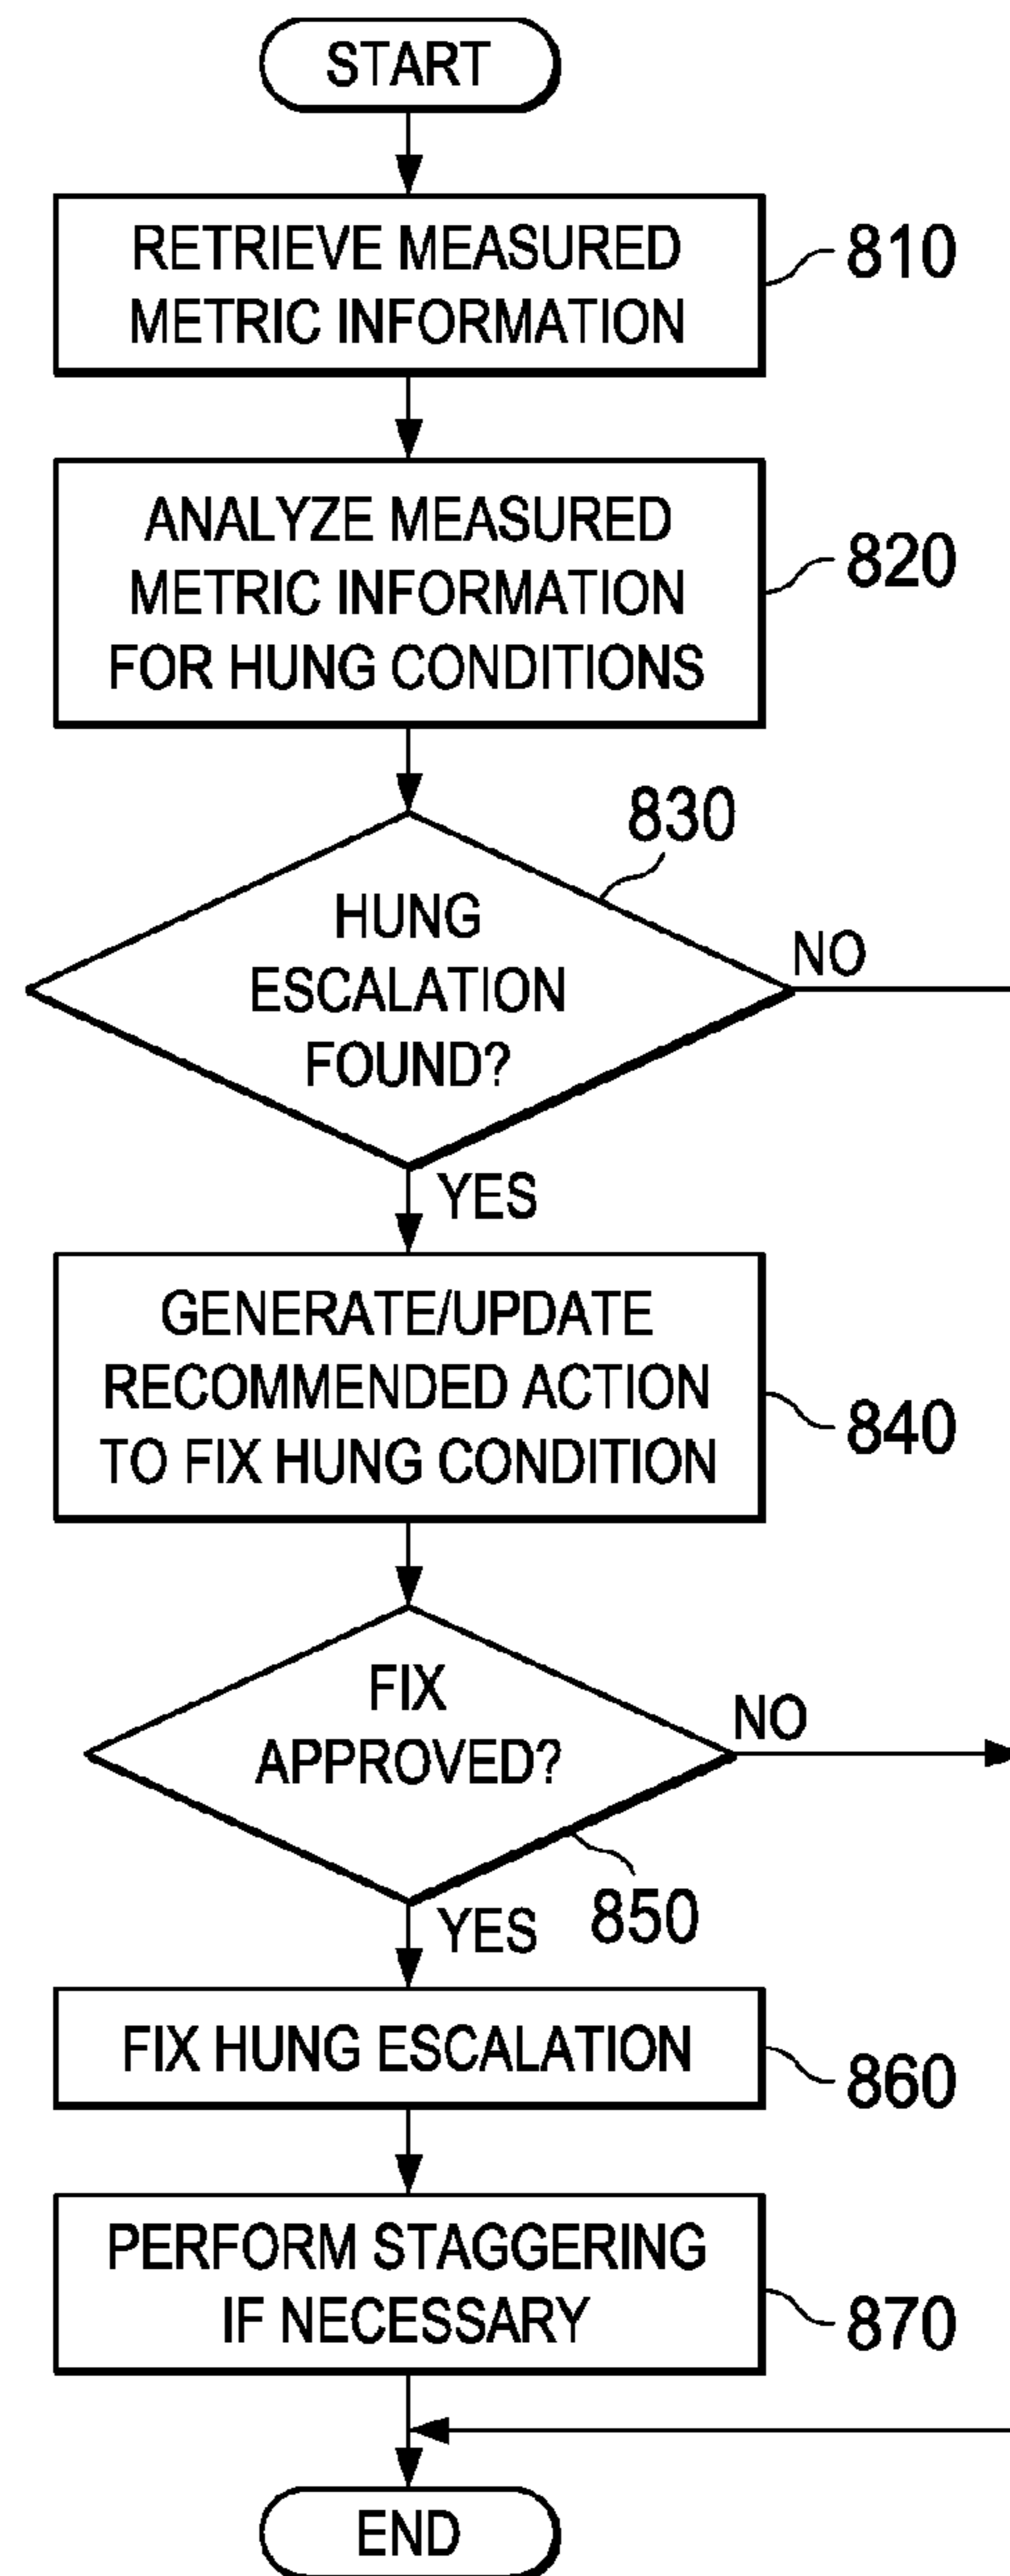 START
RETRIEVE MEASURED
METRIC INFORMATION
810
ANALYZE MEASURED
METRIC INFORMATION
FOR HUNG CONDITIONS
820
830
HUNG
ESCALATION
FOUND?
NO
YES
GENERATE/UPDATE
RECOMMENDED ACTION
TO FIX HUNG CONDITION
840
FIX
APPROVED?
NO
850
YES
FIX HUNG ESCALATION
860
PERFORM STAGGERING
IF NECESSARY
870
END